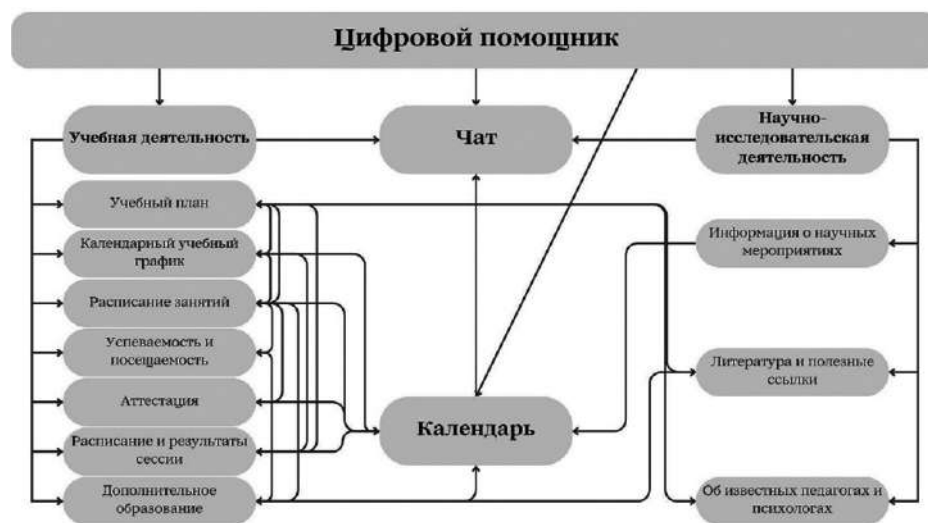 Цифровой помощник
Учебная деятельность
Чат
Научно-
исследовательская
деятельность
Учебный план
Календарный учебный
график
Расписание занятий
Успеваемость и
посещаемость
Аттестация
Расписание и результаты
сессии
Дополнительное
образование
Календарь
Информация о научных
мероприятиях
Литература и полезные
ссылки
Об известных педагогах и
психологах